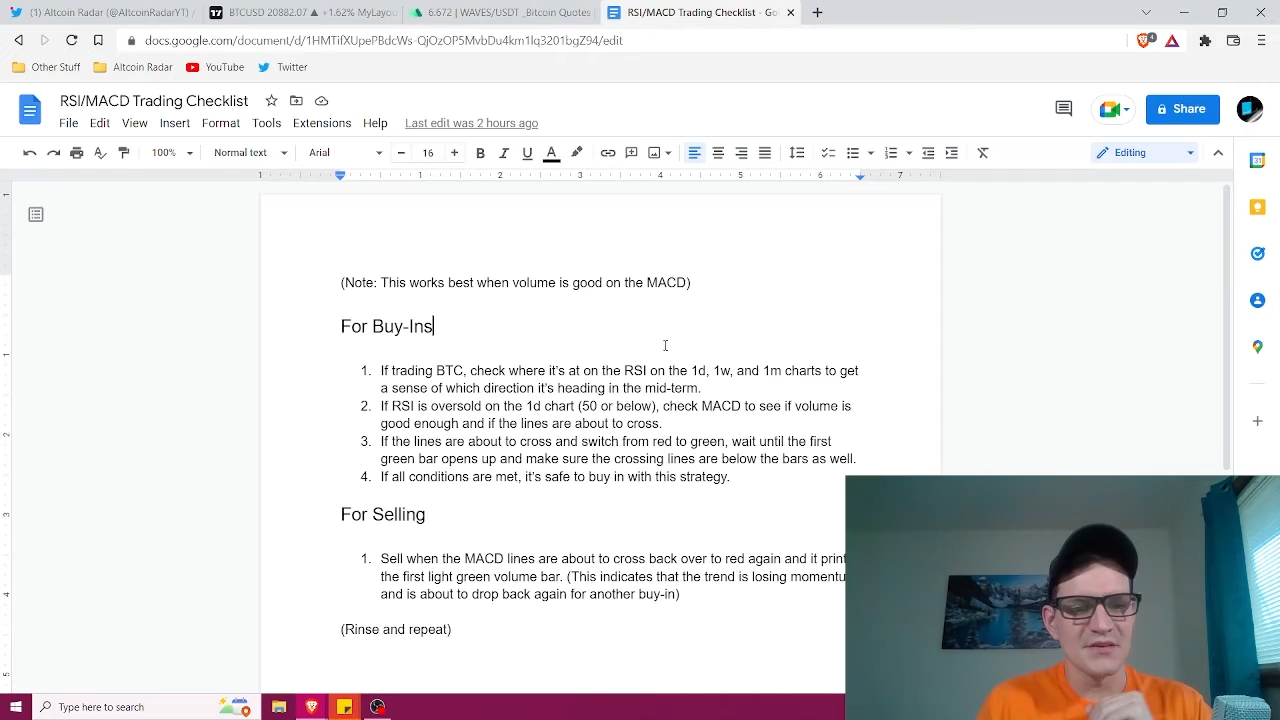 (1) Altcoin Radar (@AltcoinRadarYT)
BTCUSD 20882.07 ▲ +1.62% MyLayo
6.672 | WAVES/USDT _Bitcoin Quotes
RSI/MACD Trading Checklist - Go
Other Stuff
Altcoin Radar
YouTube
Twitter
RSI/MACD Trading Checklist
File Edit View Insert Format Tools Extensions Help Last edit was 2 hours ago
Share
100% Normal text Arial 16 Editing
1 1 2 3 4 5 6 7
(Note: This works best when volume is good on the MACD)
For Buy-Ins
1. If trading BTC, check where it's at on the RSI on the 1d, 1w, and 1m charts to get
a sense of which direction it's heading in the mid-term.
2. If RSI is oversold on the 1d chart (50 or below), check MACD to see if volume is
good enough and if the lines are about to cross.
3. If the lines are about to cross and switch from red to green, wait until the first
green bar opens up and make sure the crossing lines are below the bars as well.
4. If all conditions are met, it's safe to buy in with this strategy.
For Selling
1. Sell when the MACD lines are about to cross back over to red again and it print
the first light green volume bar. (This indicates that the trend is losing momentu
and is about to drop back again for another buy-in)
(Rinse and repeat)
Type here to search